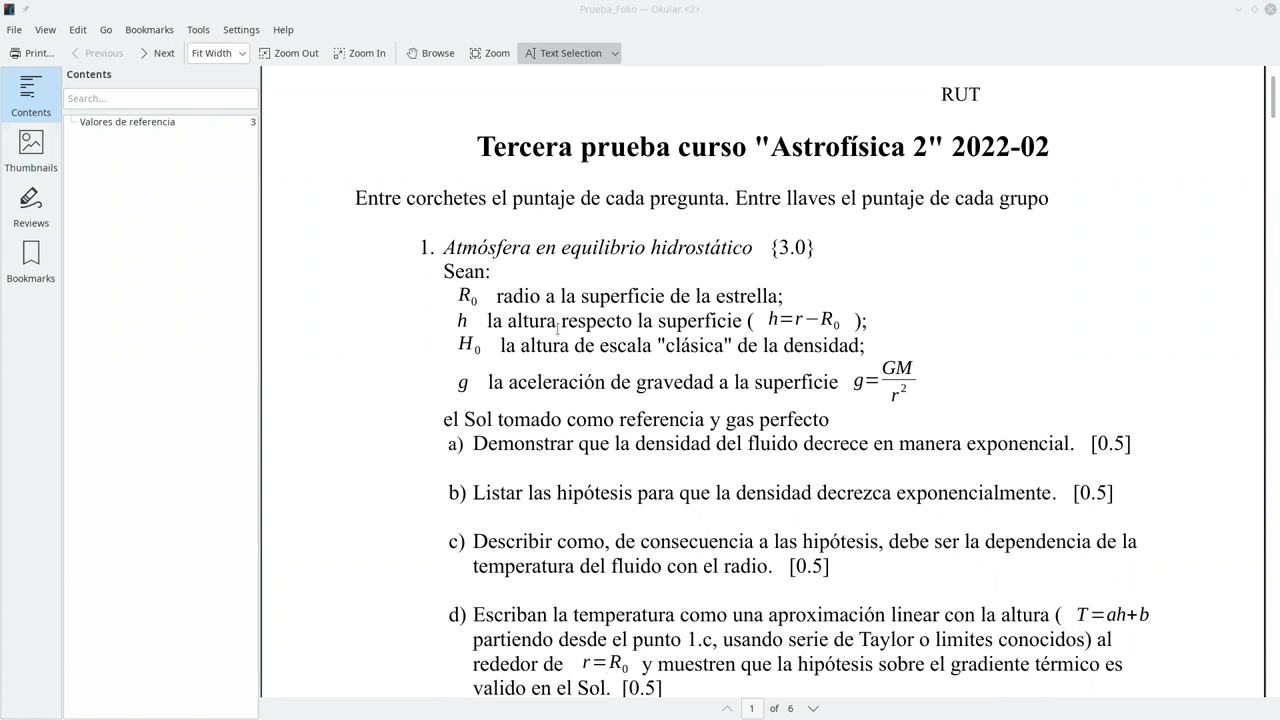 Prueba_Folio — Okular <2>
File View Edit Go Bookmarks Tools Settings Help
Print... Previous Next Fit Width Zoom Out Zoom In Browse Zoom Text Selection
Contents
Search...
Contents
Valores de referencia 3
Thumbnails
Reviews
Bookmarks
RUT
Tercera prueba curso "Astrofísica 2" 2022-02
Entre corchetes el puntaje de cada pregunta. Entre llaves el puntaje de cada grupo
1. Atmósfera en equilibrio hidrostático {3.0}
Sean:
R₀ radio a la superficie de la estrella;
h la altura respecto la superficie ( h=r−R₀ );
H₀ la altura de escala "clásica" de la densidad;
g la aceleración de gravedad a la superficie g=GM/r²
el Sol tomado como referencia y gas perfecto
a) Demonstrar que la densidad del fluido decrece en manera exponencial. [0.5]
b) Listar las hipótesis para que la densidad decrezca exponencialmente. [0.5]
c) Describir como, de consecuencia a las hipótesis, debe ser la dependencia de la
temperatura del fluido con el radio. [0.5]
d) Escriban la temperatura como una aproximación linear con la altura ( T=ah+b
partiendo desde el punto 1.c, usando serie de Taylor o limites conocidos) al
rededor de r=R₀ y muestren que la hipótesis sobre el gradiente térmico es
valido en el Sol. [0.5]
1 of 6